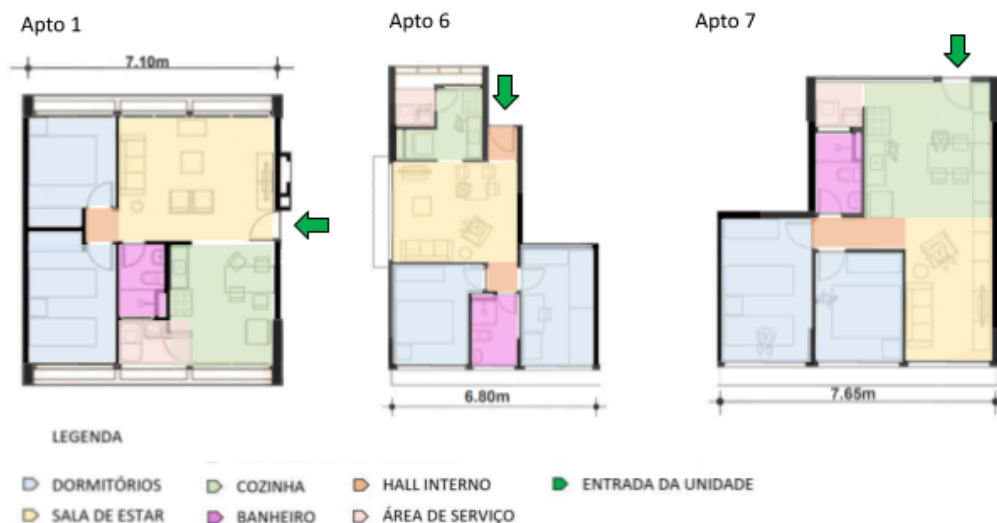 Apto 1
Apto 6
Apto 7
7.10m
6.80m
7.65m
LEGENDA
DORMITÓRIOS
COZINHA
HALL INTERNO
ENTRADA DA UNIDADE
SALA DE ESTAR
BANHEIRO
ÁREA DE SERVIÇO